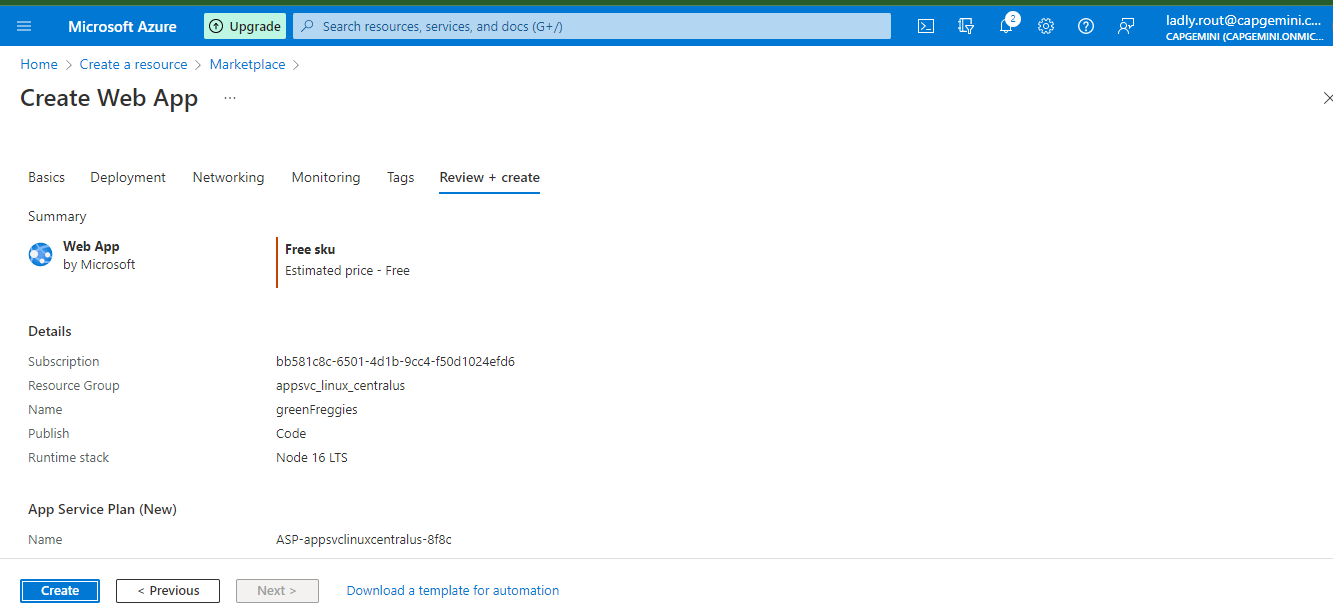 Microsoft Azure
Upgrade
Search resources, services, and docs (G+/)
2
ladly.rout@capgemini.c...
CAPGEMINI (CAPGEMINI.ONMIC...
Home > Create a resource > Marketplace >
Create Web App ...
Basics Deployment Networking Monitoring Tags Review + create
Summary
Web App
by Microsoft
Free sku
Estimated price - Free
Details
Subscription bb581c8c-6501-4d1b-9cc4-f50d1024efd6
Resource Group appsvc_linux_centralus
Name greenFreggies
Publish Code
Runtime stack Node 16 LTS
App Service Plan (New)
Name ASP-appsvclinuxcentralus-8f8c
Create < Previous Next > Download a template for automation